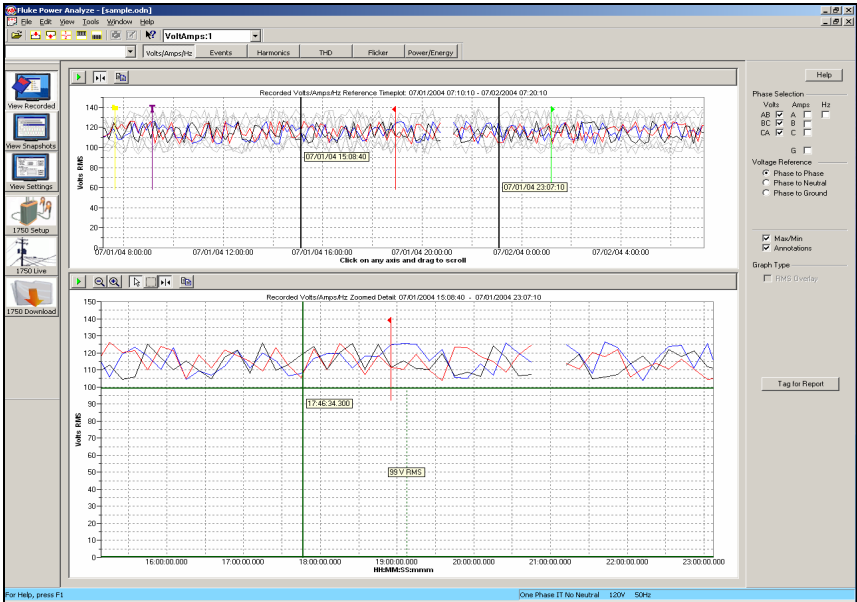 Fluke Power Analyze - [sample.odn]
File Edit View Tools Window Help
VoltAmps:1
Volts/Amps/Hz Events Harmonics THD Flicker Power/Energy
View Recorded
View Snapshots
View Settings
1750 Setup
1750 Live
1750 Download
Recorded Volts/Amps/Hz Reference Timeplot: 07/01/2004 07:10:10 - 07/02/2004 07:20:10
Volts RMS
140
120
100
80
60
40
20
0
07/01/04 15:08:40
07/01/04 23:07:10
07/01/04 8:00:00 07/01/04 12:00:00 07/01/04 16:00:00 07/01/04 20:00:00 07/02/04 0:00:00 07/02/04 4:00:00
Click on any axis and drag to scroll
Recorded Volts/Amps/Hz Zoomed Detail: 07/01/2004 15:08:40 - 07/01/2004 23:07:10
Volts RMS
150
140
130
120
110
100
90
80
70
60
50
40
30
20
10
0
17:46:34.300
99 V RMS
16:00:00.000 17:00:00.000 18:00:00.000 19:00:00.000 20:00:00.000 21:00:00.000 22:00:00.000 23:00:00.000
HH:MM:SS:mmm
Help
Phase Selection
Volts Amps Hz
AB A
BC B
CA C
G
Voltage Reference
Phase to Phase
Phase to Neutral
Phase to Ground
Max/Min
Annotations
Graph Type
RMS Overlay
Tag for Report
For Help, press F1
One Phase IT No Neutral 120V 50Hz